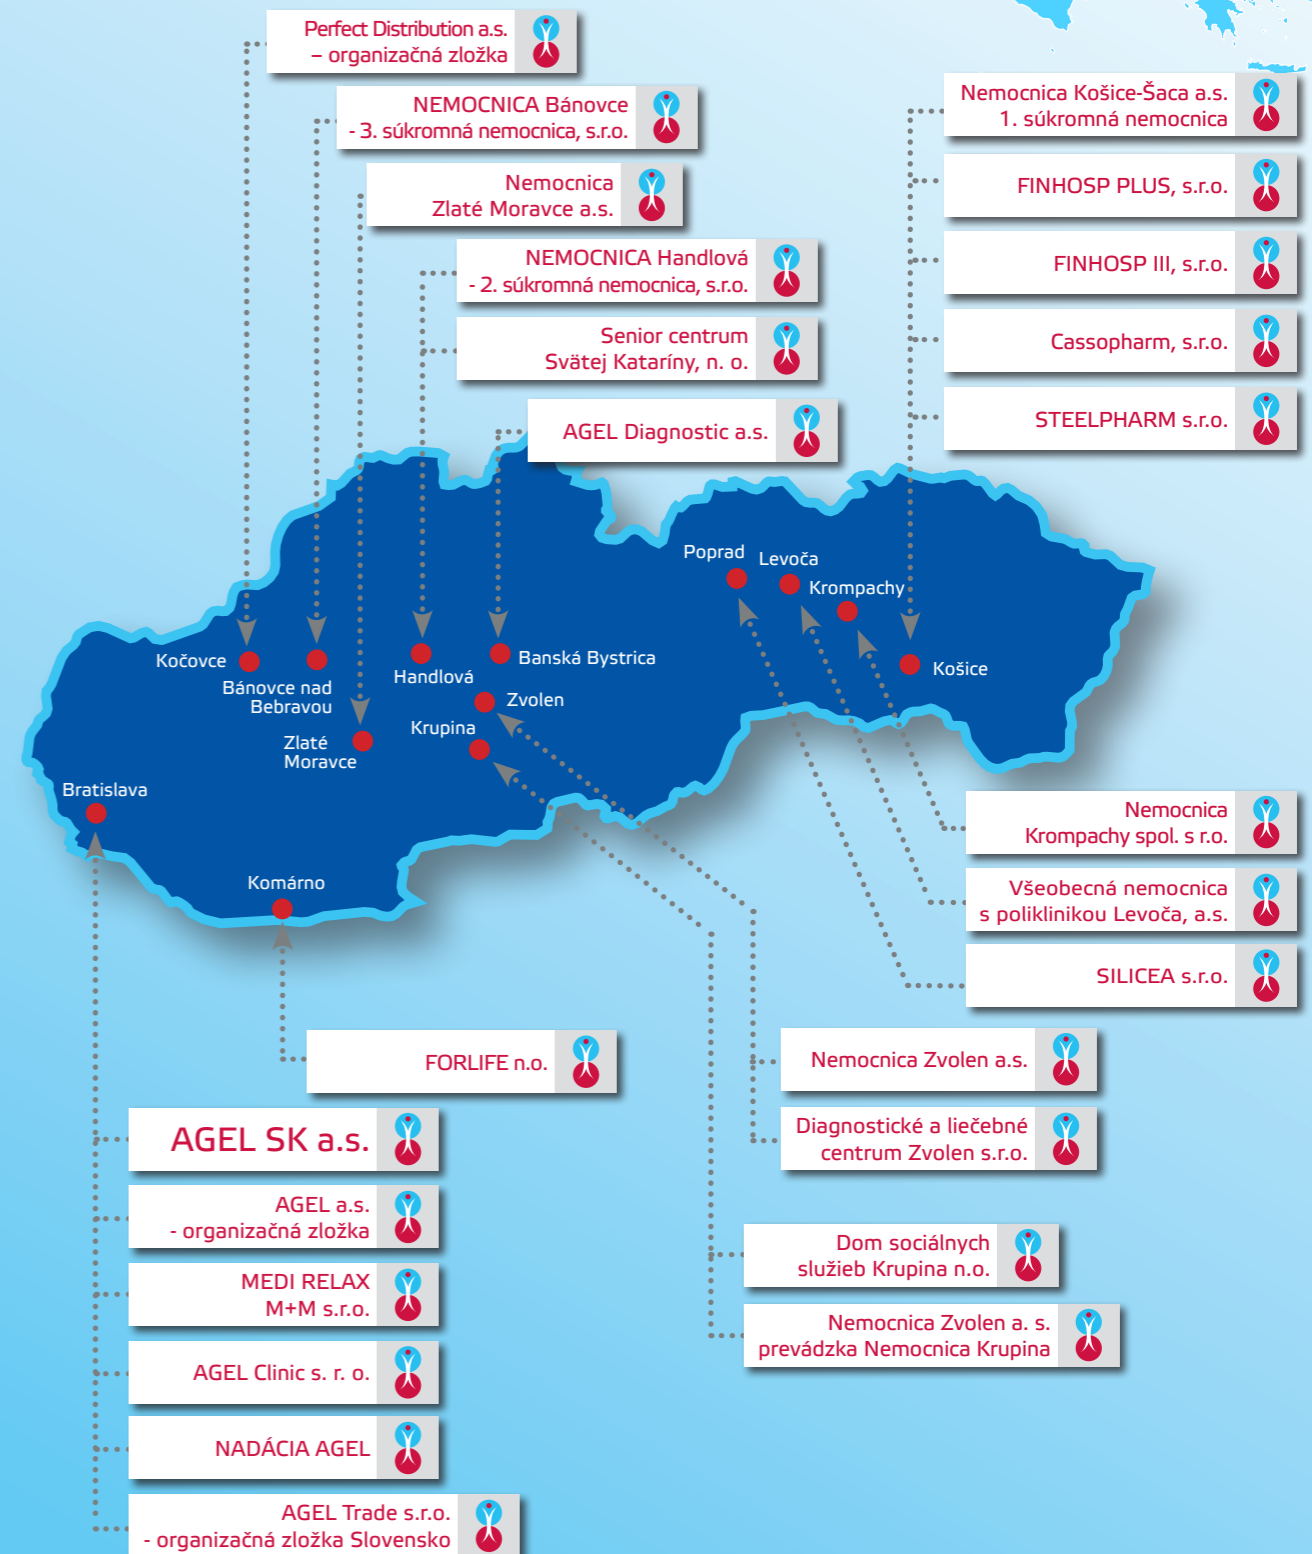 Perfect Distribution a.s.
– organizačná zložka
NEMOCNICA Bánovce
- 3. súkromná nemocnica, s.r.o.
Nemocnica
Zlaté Moravce a.s.
NEMOCNICA Handlová
- 2. súkromná nemocnica, s.r.o.
Senior centrum
Svätej Kataríny, n. o.
AGEL Diagnostic a.s.
Nemocnica Košice-Šaca a.s.
1. súkromná nemocnica
FINHOSP PLUS, s.r.o.
FINHOSP III, s.r.o.
Cassopharm, s.r.o.
STEELPHARM s.r.o.
Poprad
Levoča
Krompachy
Košice
Kočovce
Bánovce nad
Bebravou
Handlová
Banská Bystrica
Zvolen
Krupina
Zlaté
Moravce
Bratislava
Komárno
Nemocnica
Krompachy spol. s r.o.
Všeobecná nemocnica
s poliklinikou Levoča, a.s.
SILICEA s.r.o.
FORLIFE n.o.
Nemocnica Zvolen a.s.
Diagnostické a liečebné
centrum Zvolen s.r.o.
Dom sociálnych
služieb Krupina n.o.
Nemocnica Zvolen a. s.
prevádzka Nemocnica Krupina
AGEL SK a.s.
AGEL a.s.
- organizačná zložka
MEDI RELAX
M+M s.r.o.
AGEL Clinic s. r. o.
NADÁCIA AGEL
AGEL Trade s.r.o.
- organizačná zložka Slovensko